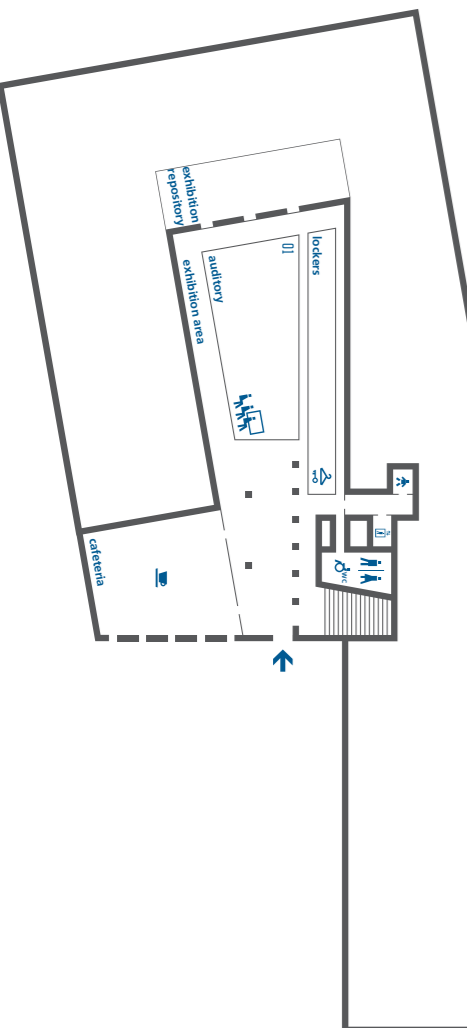 exhibition
repository
exhibition area
auditory
01
lockers
cafeteria
WC